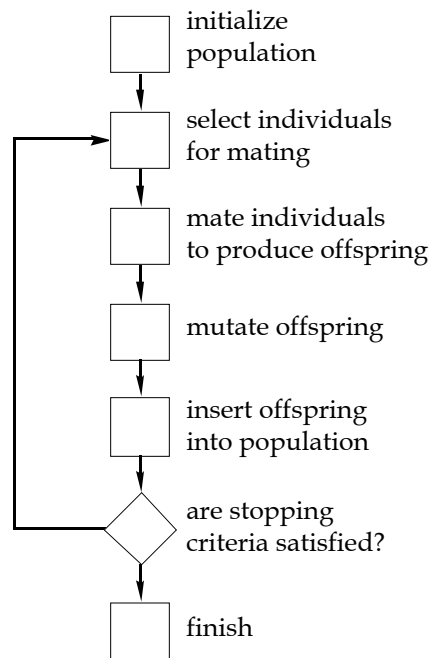 initialize
population
select individuals
for mating
mate individuals
to produce offspring
mutate offspring
insert offspring
into population
are stopping
criteria satisfied?
finish